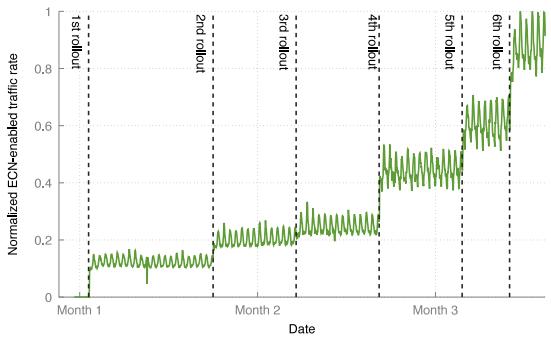 1st rollout
2nd rollout
3rd rollout
4th rollout
5th rollout
6th rollout
Normalized ECN-enabled traffic rate
1
0.8
0.6
0.4
0.2
0
Month 1
Month 2
Month 3
Date